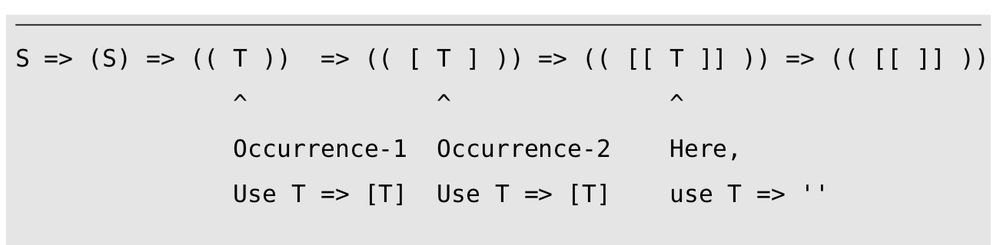 S => (S) => (( T ))  => (( [ T ] )) => (( [[ T ]] )) => (( [[ ]] ))
^ ^ ^
Occurrence-1 Occurrence-2 Here,
Use T => [T] Use T => [T] use T => ''